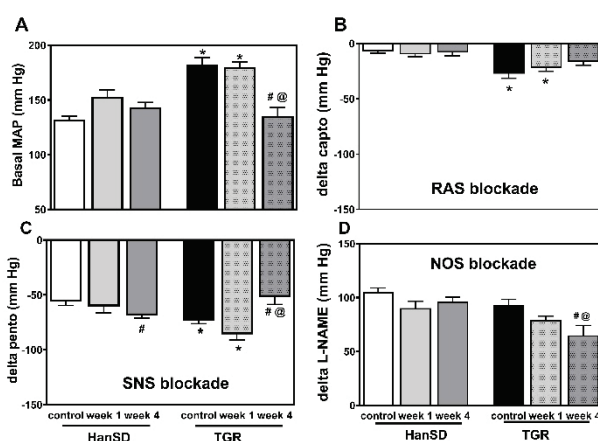 A
Basal MAP (mm Hg)
200
150
100
50
*
*
# @
B
delta capto (mm Hg)
0
-50
-100
-150
*
*
RAS blockade
C
delta pento (mm Hg)
0
-50
-100
-150
#
*
*
# @
SNS blockade
control week 1 week 4
control week 1 week 4
HanSD
TGR
D
delta L-NAME (mm Hg)
150
100
50
0
NOS blockade
# @
control week 1 week 4
control week 1 week 4
HanSD
TGR